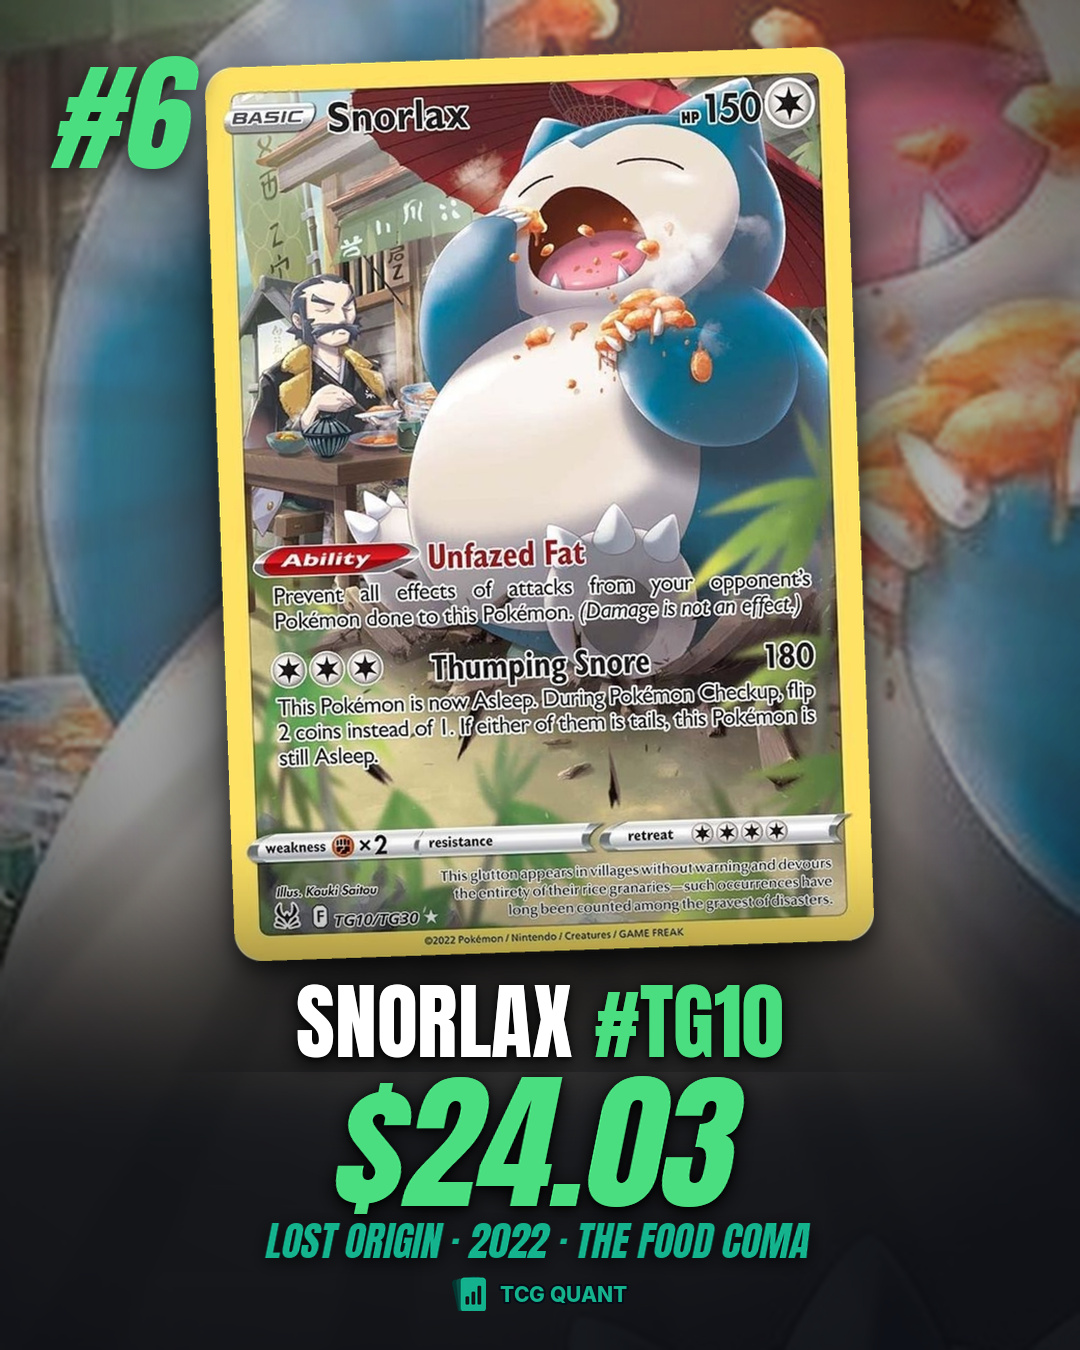 #6
BASIC Snorlax HP 150
Ability Unfazed Fat
Prevent all effects of attacks from your opponent's
Pokémon done to this Pokémon. (Damage is not an effect.)
Thumping Snore 180
This Pokémon is now Asleep. During Pokémon Checkup, flip
2 coins instead of 1. If either of them is tails, this Pokémon is
still Asleep.
weakness ×2 resistance retreat
This glutton appears in villages without warning and devours
the entirety of their rice granaries—such occurrences have
long been counted among the gravest of disasters.
Illus. Kouki Saitou
F TG10/TG30
©2022 Pokémon / Nintendo / Creatures / GAME FREAK
SNORLAX #TG10
$24.03
LOST ORIGIN · 2022 · THE FOOD COMA
TCG QUANT